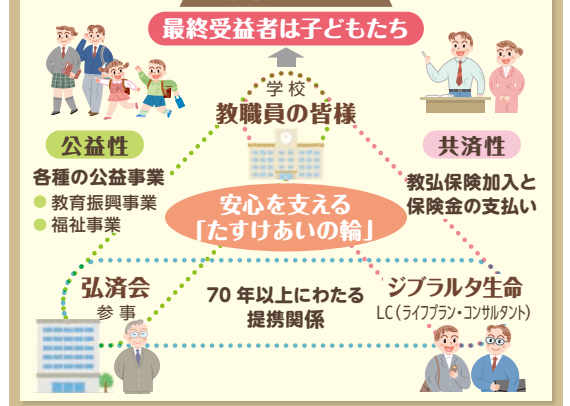 最終受益者は子どもたち
学校
教職員の皆様
公益性
各種の公益事業
● 教育振興事業
● 福祉事業
共済性
教弘保険加入と
保険金の支払い
安心を支える
「たすけあいの輪」
弘済会
参事
70年以上にわたる
提携関係
ジブラルタ生命
LC（ライフプラン・コンサルタント）